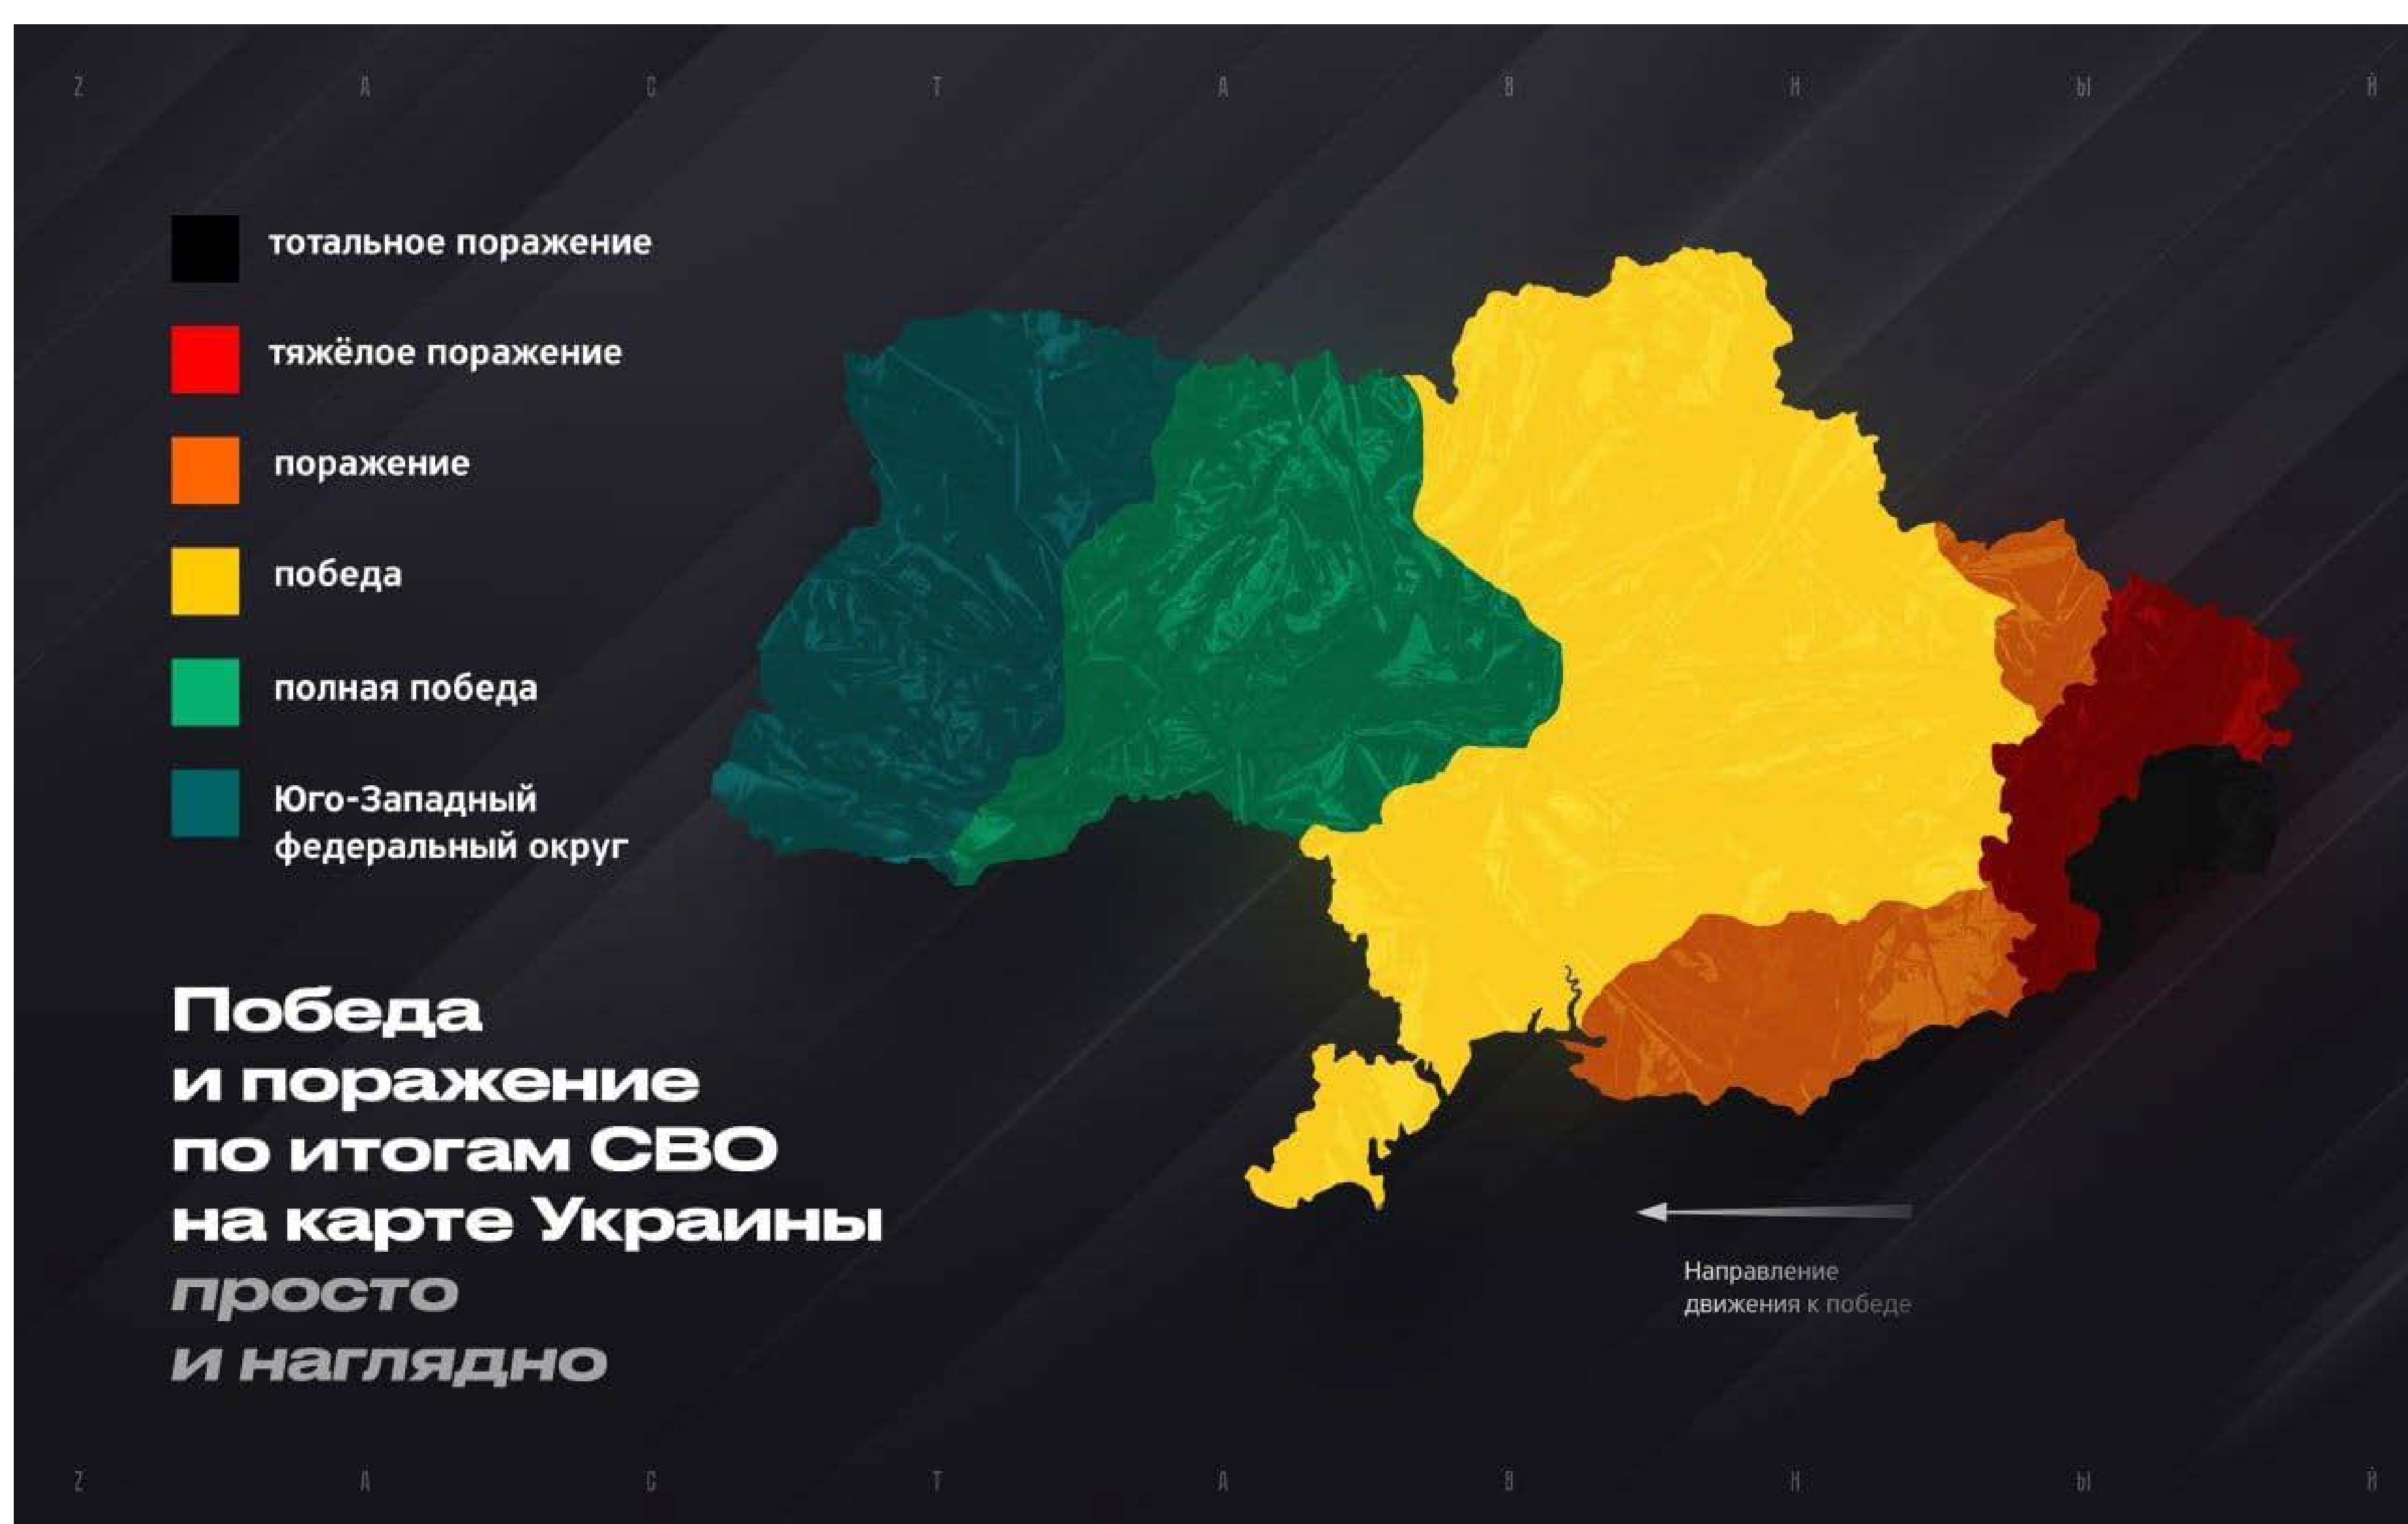 Z А С Т А В Н Ы Й
тотальное поражение
тяжёлое поражение
поражение
победа
полная победа
Юго-Западный
федеральный округ
Победа
и поражение
по итогам СВО
на карте Украины
просто
и наглядно
Направление
движения к победе
Z А С Т А В Н Ы Й